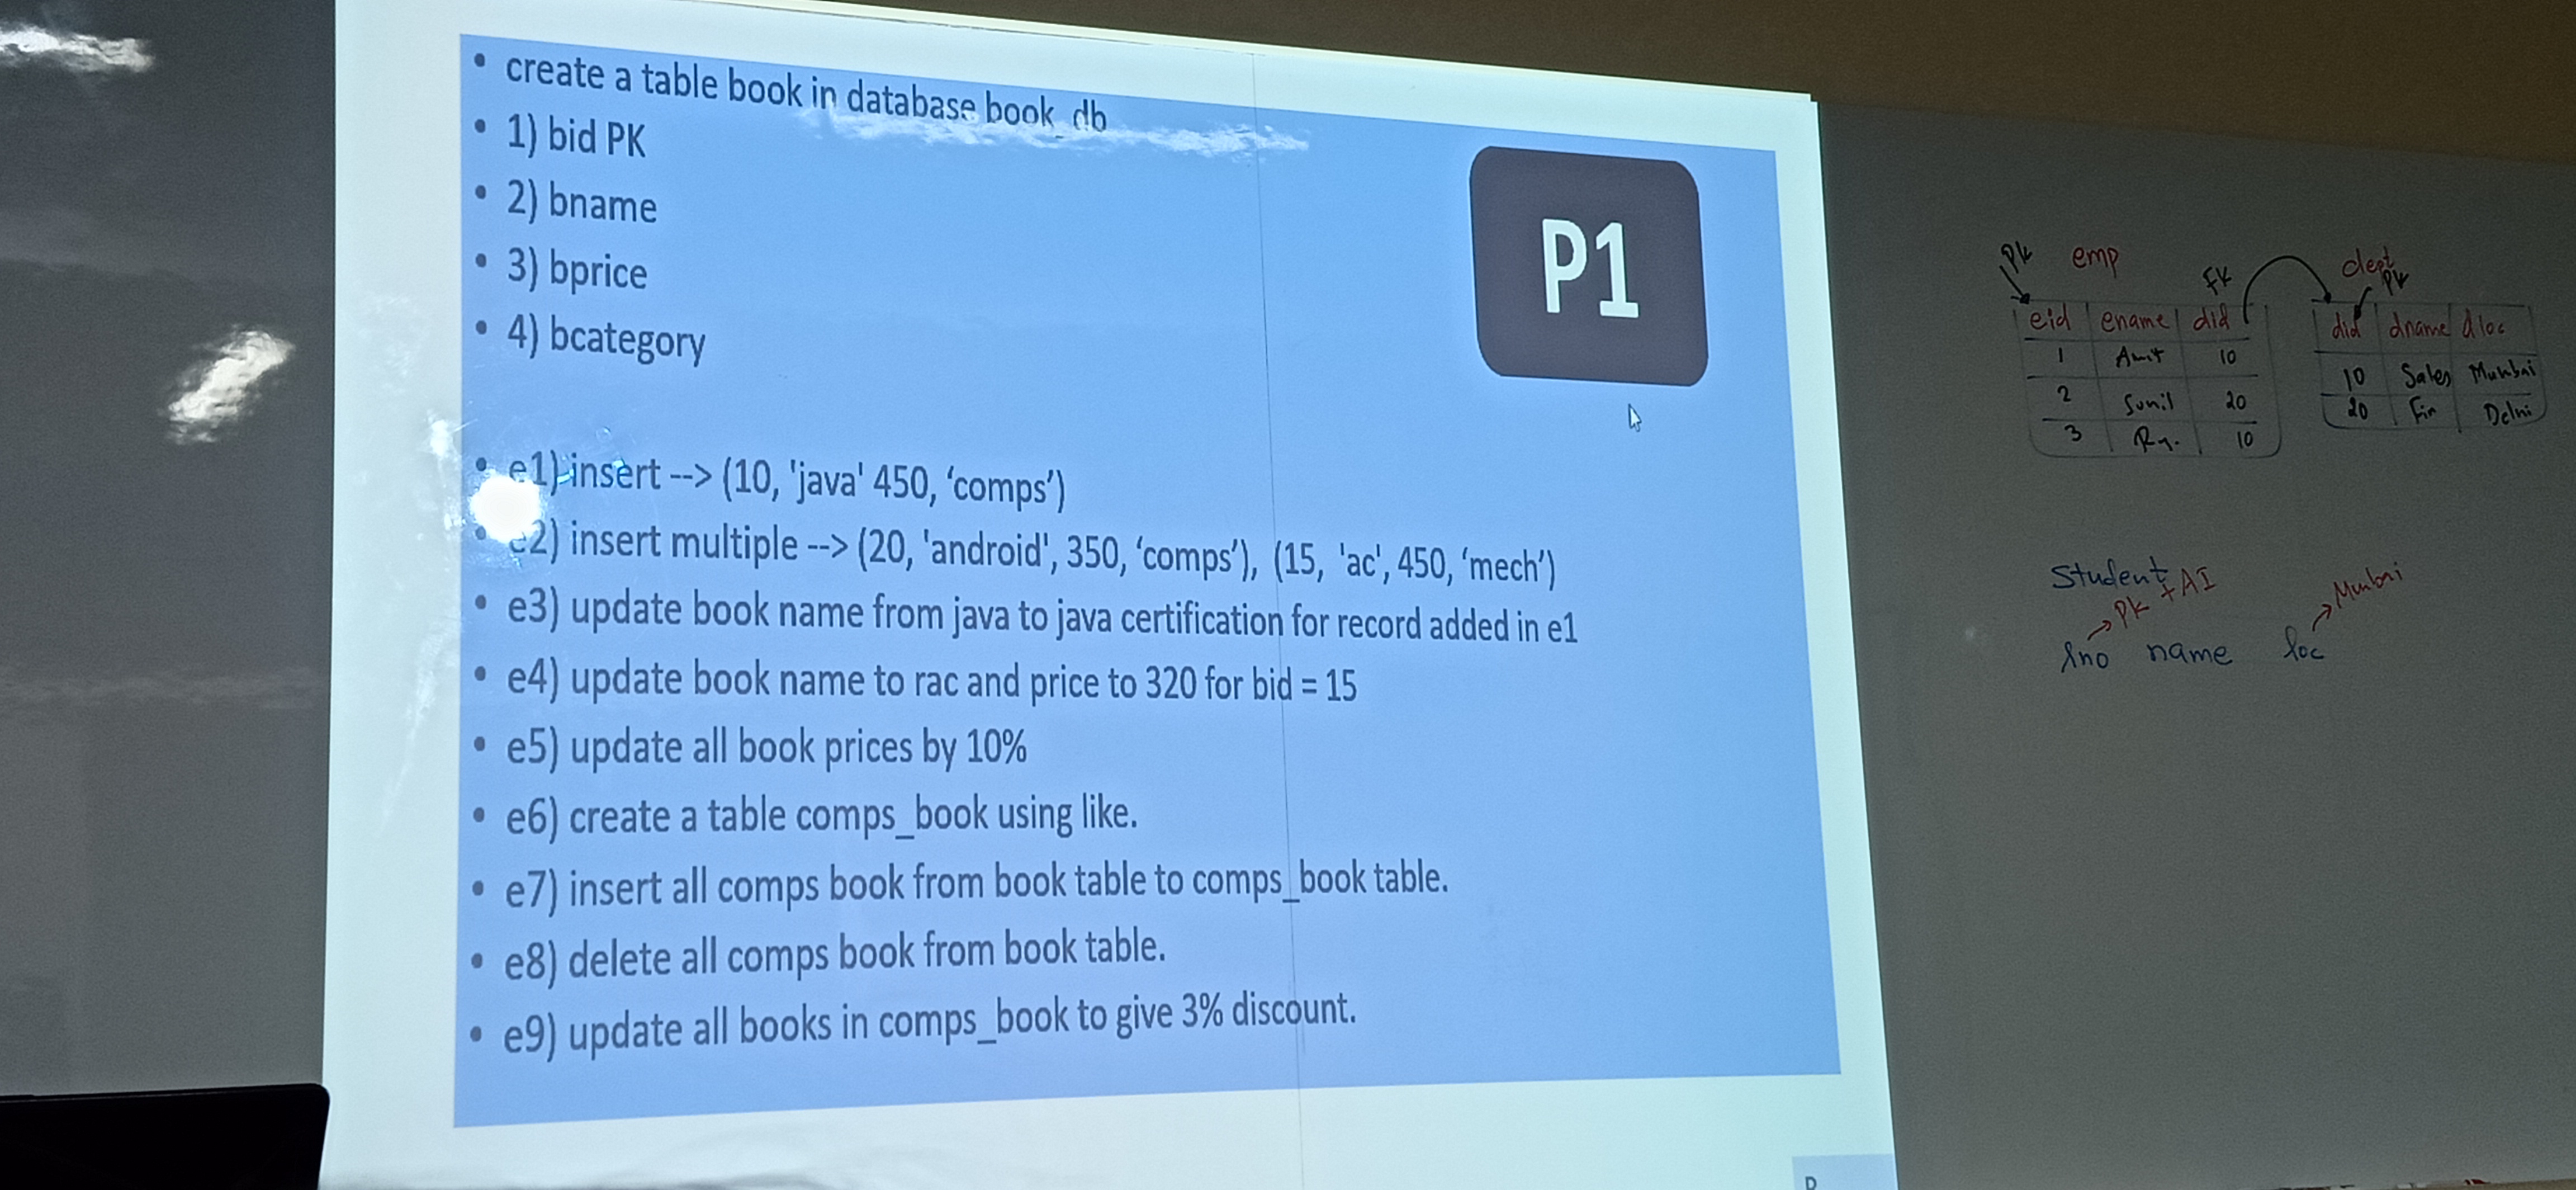 create a table book in database book_db
1) bid PK
2) bname
3) bprice
4) bcategory
P1
e1) insert --> (10, 'java' 450, ‘comps’)
e2) insert multiple --> (20, 'android', 350, ‘comps’), (15, 'ac', 450, ‘mech’)
e3) update book name from java to java certification for record added in e1
e4) update book name to rac and price to 320 for bid = 15
e5) update all book prices by 10%
e6) create a table comps_book using like.
e7) insert all comps book from book table to comps_book table.
e8) delete all comps book from book table.
e9) update all books in comps_book to give 3% discount.
PK emp FK
eid ename did
1 Amit 10
2 Sunil 20
3 10
dept PK
did dname dloc
10 Sales Mumbai
20 Fin Delhi
Student
PK + AI
Mumbai
name loc